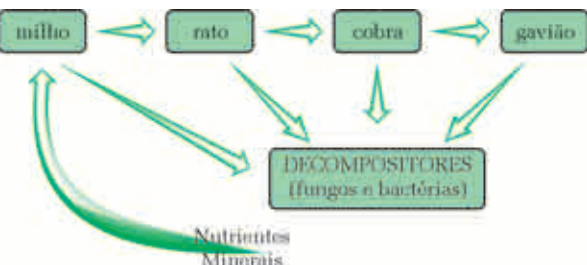 milho rato cobra gavião
DECOMPOSITORES
(fungos e bactérias)
Nutrientes
Minerais